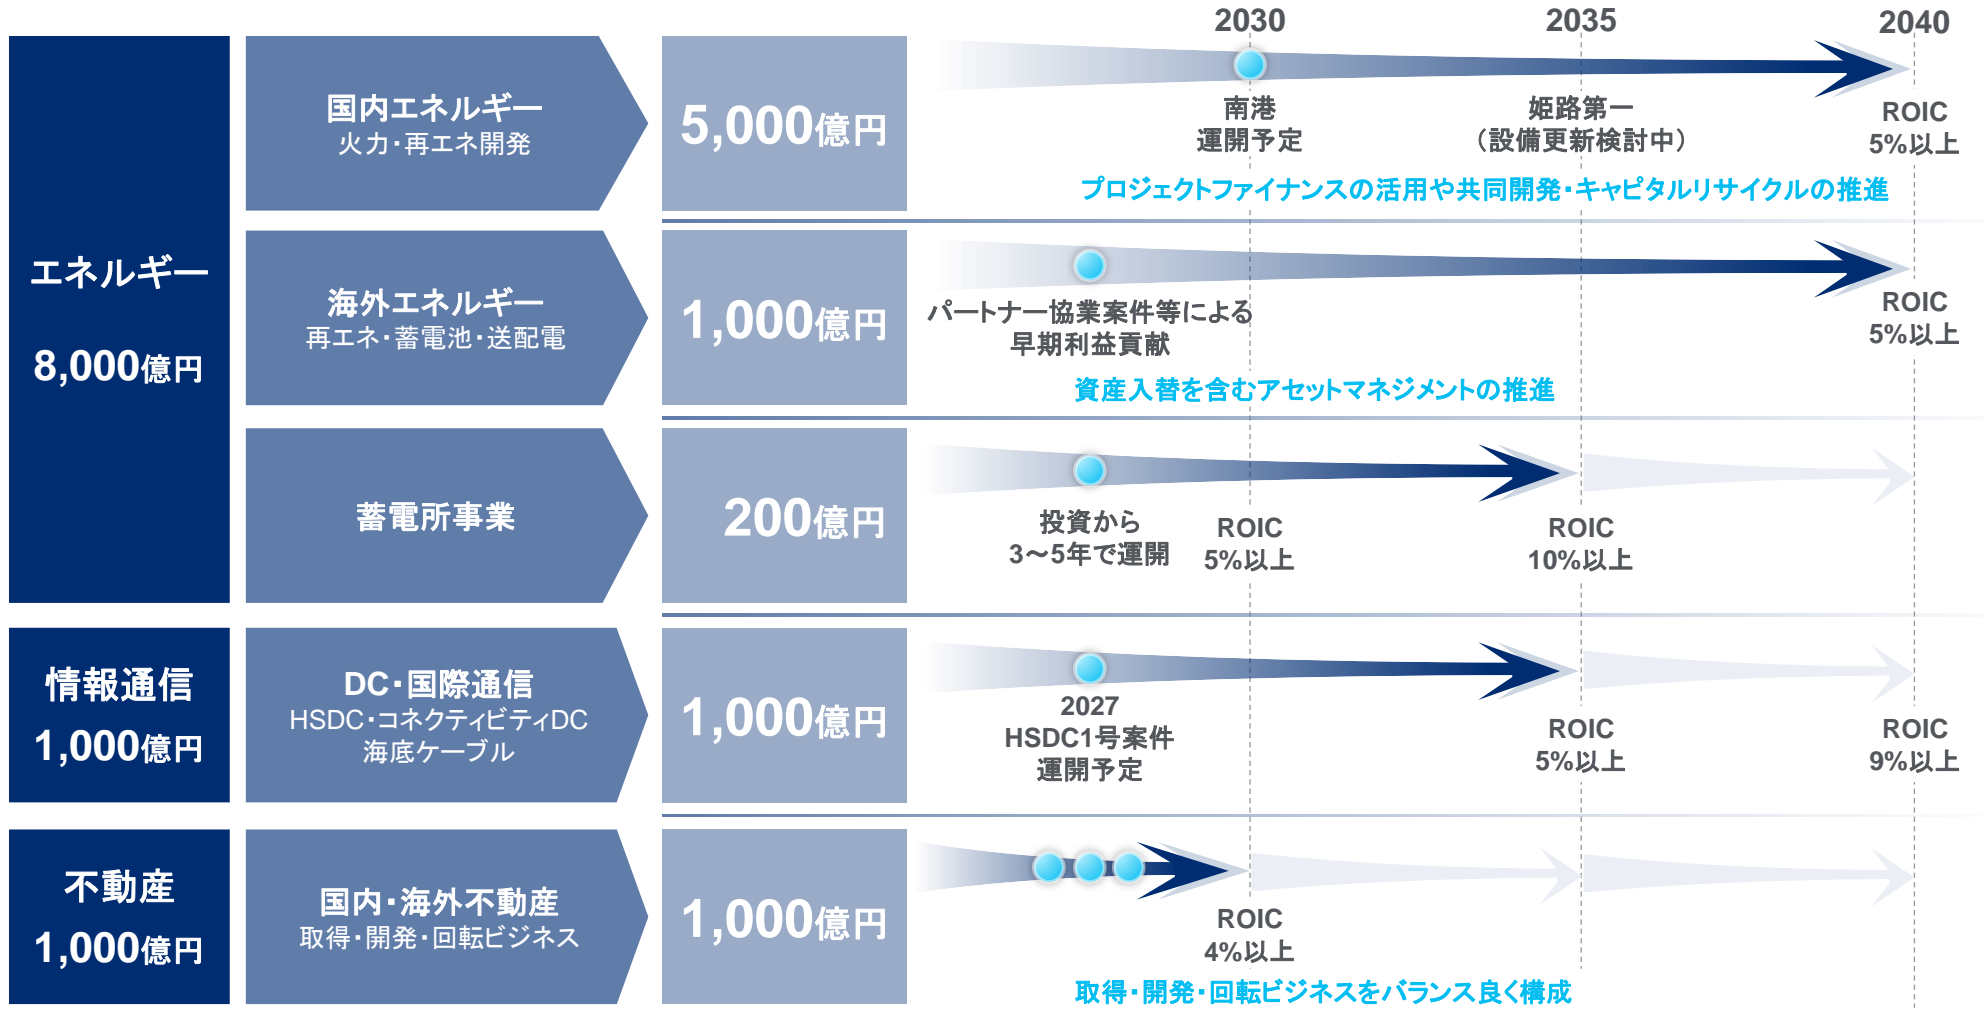 2030
2035
2040
エネルギー
8,000億円
国内エネルギー
火力・再エネ開発
5,000億円
南港
運開予定
姫路第一
（設備更新検討中）
ROIC
5%以上
プロジェクトファイナンスの活用や共同開発・キャピタルリサイクルの推進
海外エネルギー
再エネ・蓄電池・送配電
1,000億円
パートナー協業案件等による
早期利益貢献
ROIC
5%以上
資産入替を含むアセットマネジメントの推進
蓄電所事業
200億円
投資から
3～5年で運開
ROIC
5%以上
ROIC
10%以上
情報通信
1,000億円
DC・国際通信
HSDC・コネクティビティDC
海底ケーブル
1,000億円
2027
HSDC1号案件
運開予定
ROIC
5%以上
ROIC
9%以上
不動産
1,000億円
国内・海外不動産
取得・開発・回転ビジネス
1,000億円
ROIC
4%以上
取得・開発・回転ビジネスをバランス良く構成